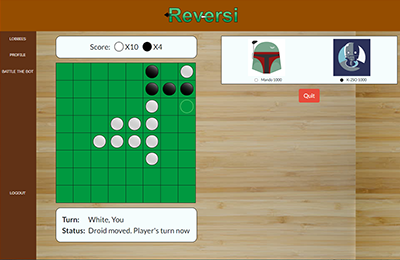 Reversi
LOBBIES
PROFILE
BATTLE THE BOT
LOGOUT
Score: X10 X4
Mando 1000
K-2SO 1000
Quit
Turn: White, You
Status: Droid moved. Player's turn now